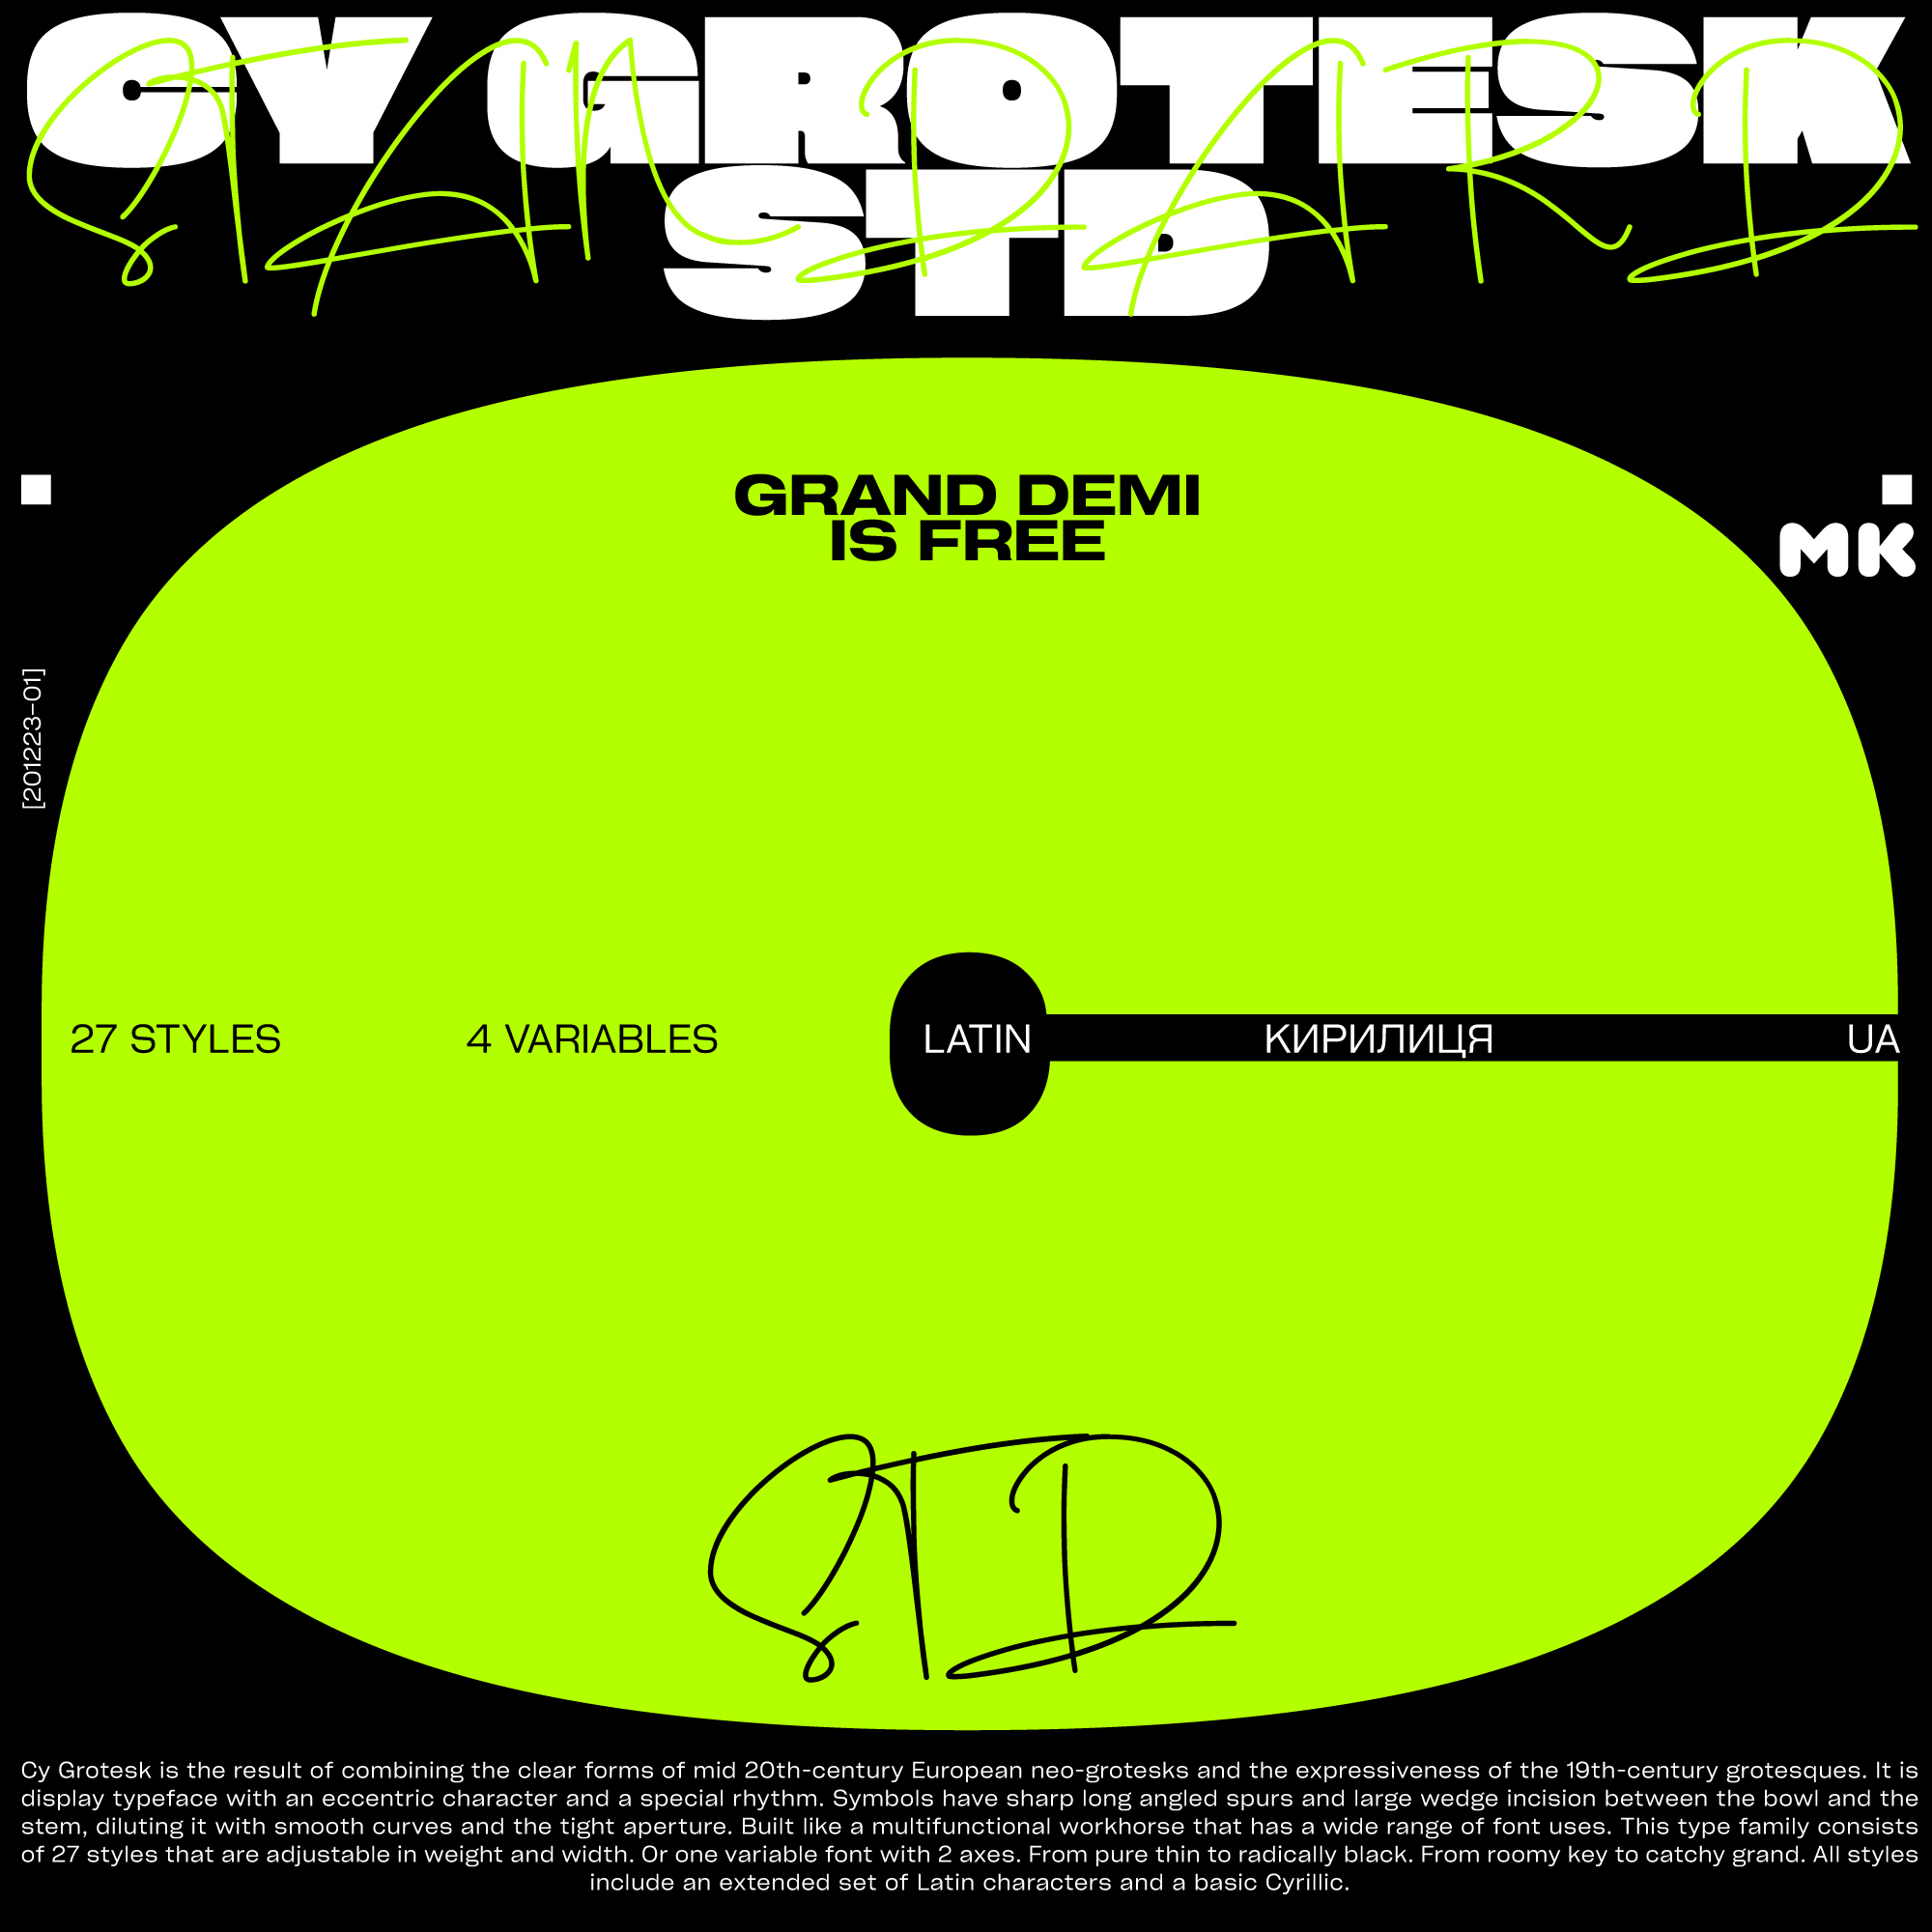 CY GROTESK
STANDARD
STD
GRAND DEMI
IS FREE
MK
[201223–01]
27 STYLES
4 VARIABLES
LATIN
КИРИЛИЦЯ
UA
STD
Cy Grotesk is the result of combining the clear forms of mid 20th-century European neo-grotesks and the expressiveness of the 19th-century grotesques. It is
display typeface with an eccentric character and a special rhythm. Symbols have sharp long angled spurs and large wedge incision between the bowl and the
stem, diluting it with smooth curves and the tight aperture. Built like a multifunctional workhorse that has a wide range of font uses. This type family consists
of 27 styles that are adjustable in weight and width. Or one variable font with 2 axes. From pure thin to radically black. From roomy key to catchy grand. All styles
include an extended set of Latin characters and a basic Cyrillic.